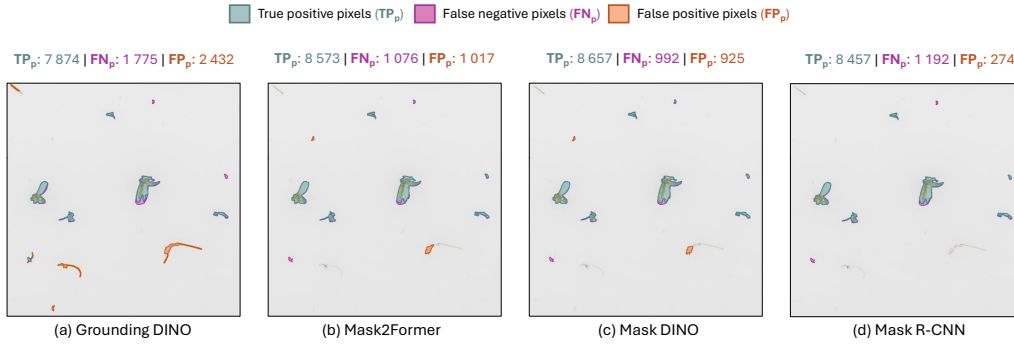 True positive pixels (TPp) False negative pixels (FNp) False positive pixels (FPp)
TPp: 7 874 | FNp: 1 775 | FPp: 2 432
TPp: 8 573 | FNp: 1 076 | FPp: 1 017
TPp: 8 657 | FNp: 992 | FPp: 925
TPp: 8 457 | FNp: 1 192 | FPp: 274
(a) Grounding DINO
(b) Mask2Former
(c) Mask DINO
(d) Mask R-CNN